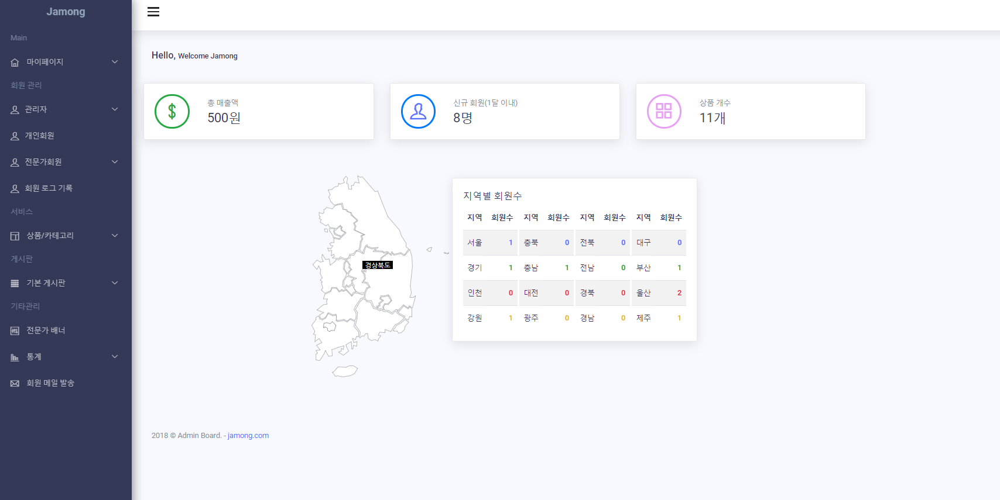 Jamong
Main
마이페이지
회원 관리
관리자
개인회원
전문가회원
회원 로그 기록
서비스
상품/카테고리
게시판
기본 게시판
기타관리
전문가 배너
통계
회원 메일 발송
Hello, Welcome Jamong
총 매출액
500원
신규 회원(1달 이내)
8명
상품 개수
11개
경상북도
지역별 회원수
지역 회원수 지역 회원수 지역 회원수 지역 회원수
서울 1 충북 0 전북 0 대구 0
경기 1 충남 1 전남 0 부산 1
인천 0 대전 0 경북 0 울산 2
강원 1 광주 0 경남 0 제주 1
2018 © Admin Board. - jamong.com